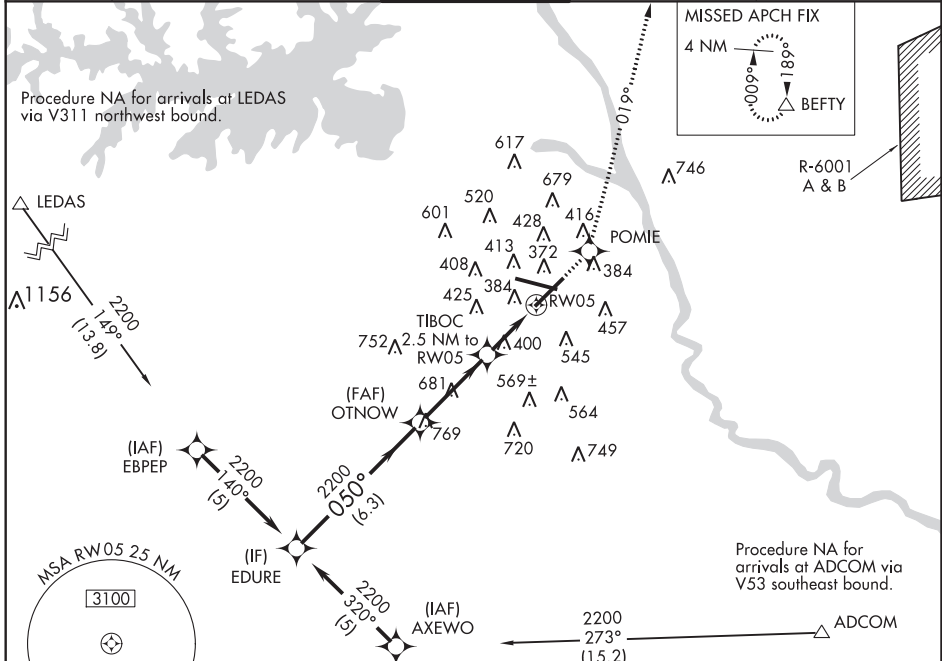 MISSED APCH FIX
4 NM
009°
189°
BEFTY
Procedure NA for arrivals at LEDAS
via V311 northwest bound.
019°
R-6001
A & B
617
746
679
520
601
428
416
LEDAS
POMIE
413
372
408
384
384
1156
425
RW05
457
2200
149°
(13.8)
TIBOC
2.5 NM to
RW05
752
400
545
681
569±
564
(FAF)
OTNOW
769
720
749
(IAF)
EBPEP
2200
140°
(5)
2200
050°
(6.3)
(IF)
EDURE
MSA RW05 25 NM
3100
2200
320°
(5)
(IAF)
AXEWO
Procedure NA for
arrivals at ADCOM via
V53 southeast bound.
ADCOM
2200
273°
(15.2)